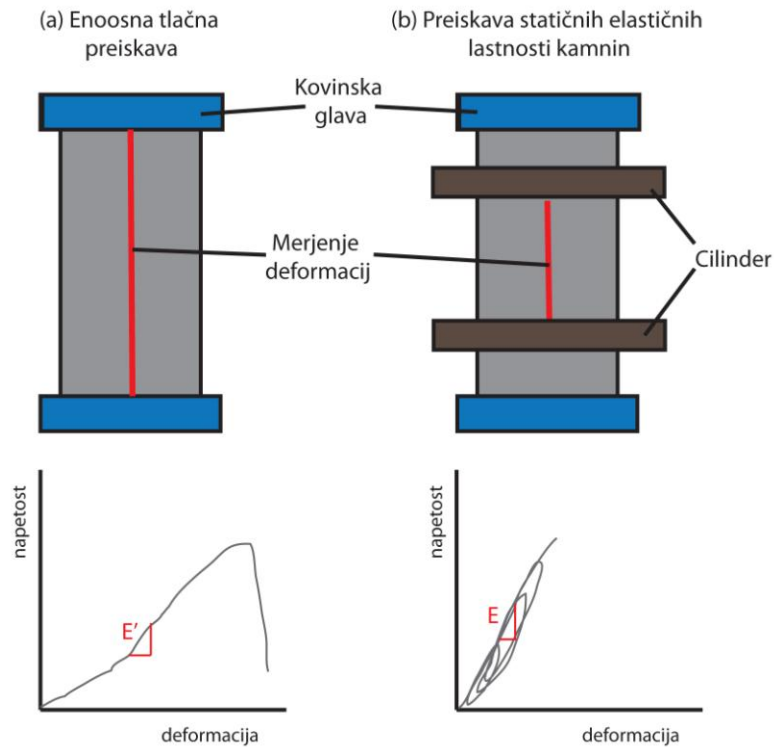 (a) Enoosna tlačna
preiskava
(b) Preiskava statičnih elastičnih
lastnosti kamnin
Kovinska
glava
Merjenje
deformacij
Cilinder
napetost
E'
deformacija
napetost
E
deformacija